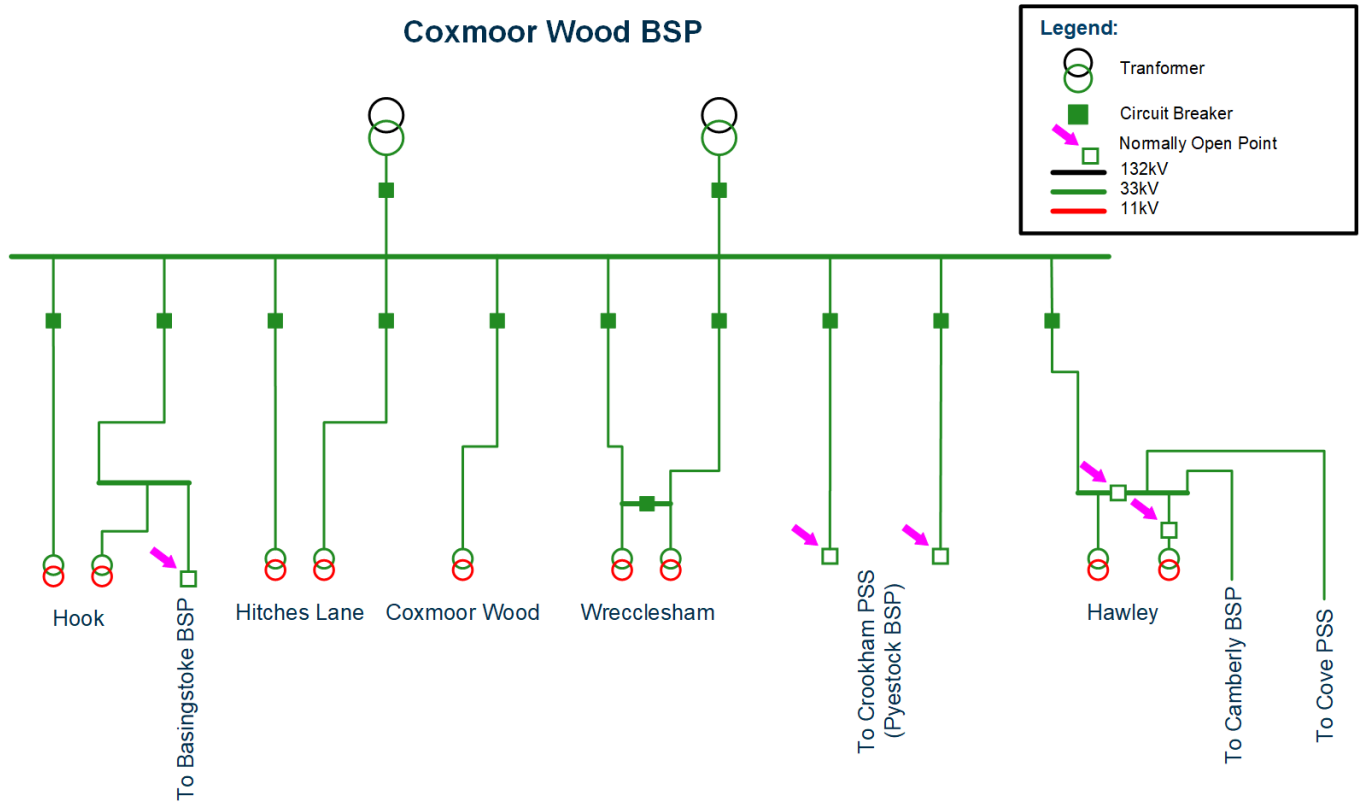 Coxmoor Wood BSP
Legend:
Tranformer
Circuit Breaker
Normally Open Point
132kV
33kV
11kV
Hook
To Basingstoke BSP
Hitches Lane
Coxmoor Wood
Wrecclesham
To Crookham PSS
(Pyestock BSP)
Hawley
To Camberly BSP
To Cove PSS